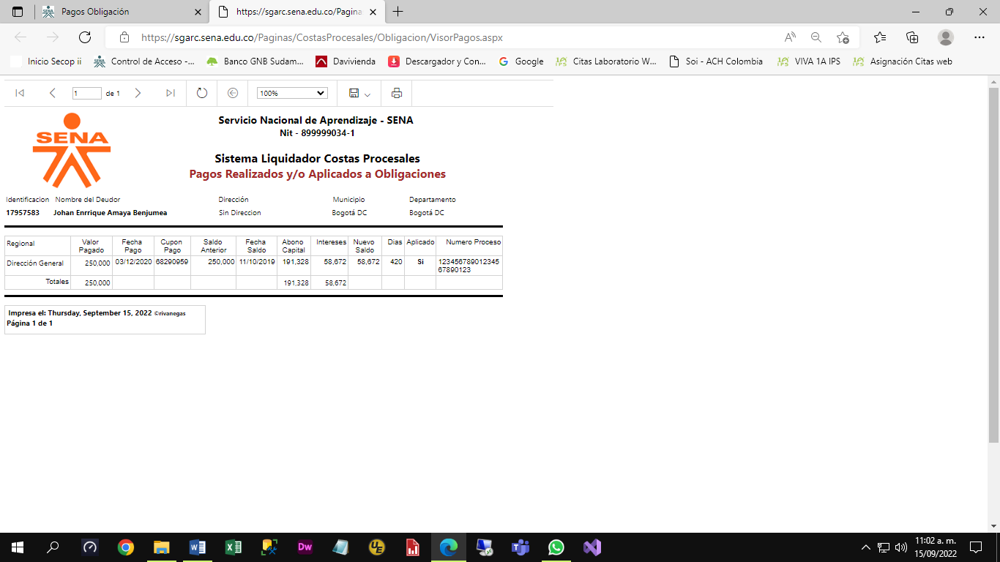 Pagos Obligación
https://sgarc.sena.edu.co/Pagina
https://sgarc.sena.edu.co/Paginas/CostasProcesales/Obligacion/VisorPagos.aspx
Inicio Secop ii Control de Acceso -... Banco GNB Sudam... Davivienda Descargador y Con... Google Citas Laboratorio W... Soi - ACH Colombia VIVA 1A IPS Asignación Citas web
1 de 1 100%
SENA
Servicio Nacional de Aprendizaje - SENA
Nit - 899999034-1
Sistema Liquidador Costas Procesales
Pagos Realizados y/o Aplicados a Obligaciones
Identificacion Nombre del Deudor Dirección Municipio Departamento
17957583 Johan Enrrique Amaya Benjumea Sin Direccion Bogotá DC Bogotá DC
Regional Valor Pagado Fecha Pago Cupon Pago Saldo Anterior Fecha Saldo Abono Capital Intereses Nuevo Saldo Dias Aplicado Numero Proceso
Dirección General 250,000 03/12/2020 68290959 250,000 11/10/2019 191,328 58,672 58,672 420 Si 123456789012345
67890123
Totales 250,000 191,328 58,672
Impresa el: Thursday, September 15, 2022 ©rivanegas
Página 1 de 1
Dw
UE
11:02 a. m.
15/09/2022